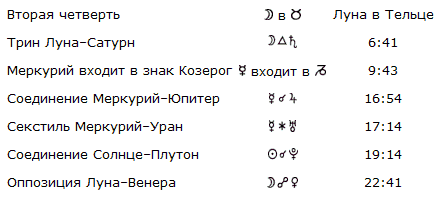 Вторая четверть ☽ в ♉ Луна в Тельце
Трин Луна–Сатурн ☽△♄ 6:41
Меркурий входит в знак Козерог ☿ входит в ♑ 9:43
Соединение Меркурий–Юпитер ☿☌♃ 16:54
Секстиль Меркурий–Уран ☿⚹♅ 17:14
Соединение Солнце–Плутон ☉☌♇ 19:14
Оппозиция Луна–Венера ☽☍♀ 22:41